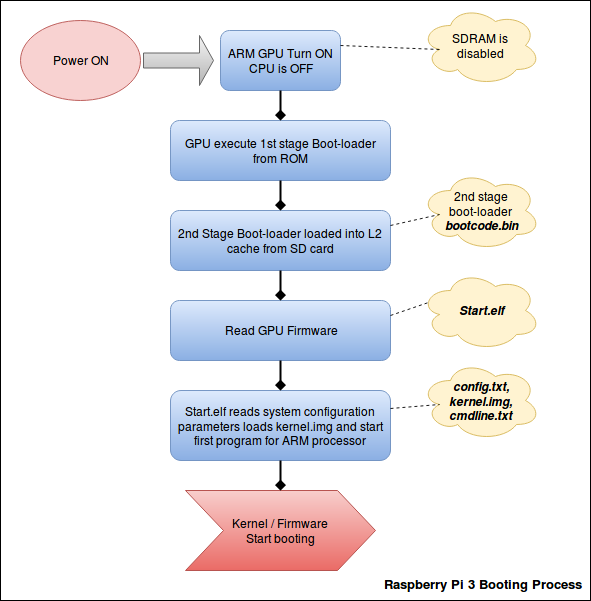 Power ON
ARM GPU Turn ON
CPU is OFF
SDRAM is
disabled
GPU execute 1st stage Boot-loader
from ROM
2nd Stage Boot-loader loaded into L2
cache from SD card
2nd stage
boot-loader
bootcode.bin
Read GPU Firmware
Start.elf
Start.elf reads system configuration
parameters loads kernel.img and start
first program for ARM processor
config.txt,
kernel.img,
cmdline.txt
Kernel / Firmware
Start booting
Raspberry Pi 3 Booting Process